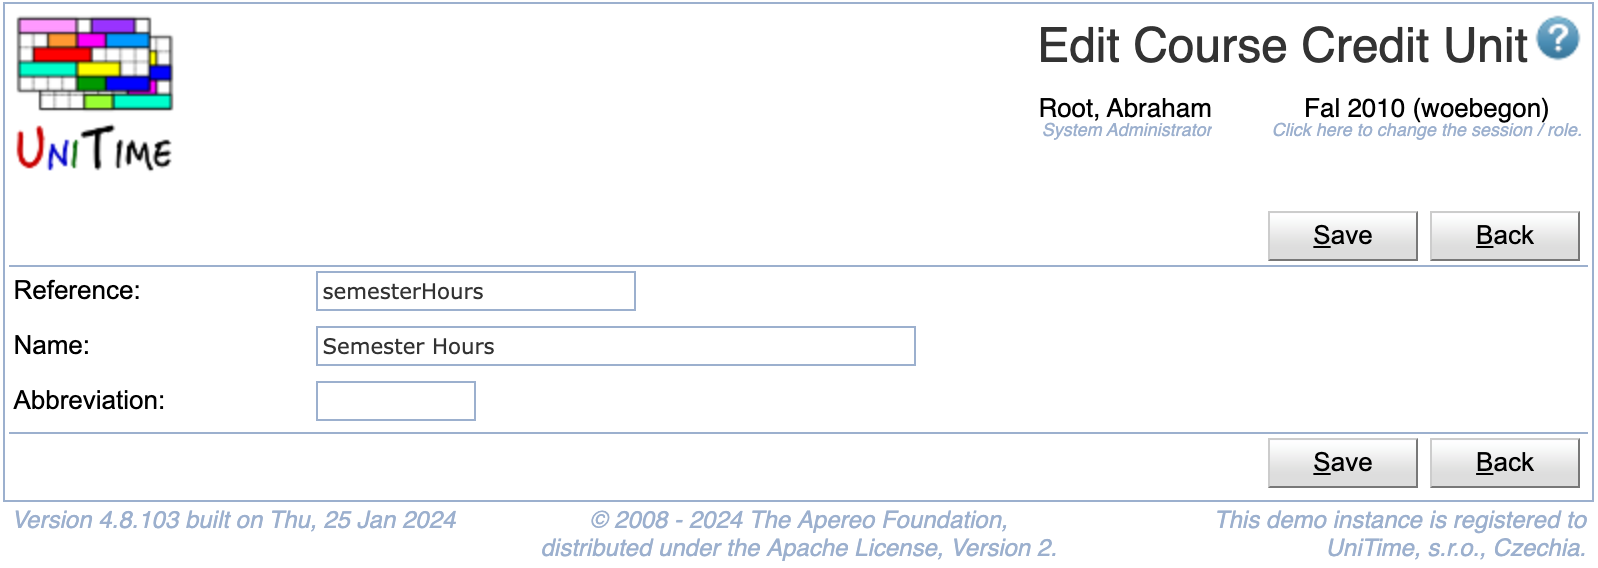 UniTime
Edit Course Credit Unit ?
Root, Abraham Fal 2010 (woebegon)
System Administrator Click here to change the session / role.
Save Back
Reference: semesterHours
Name: Semester Hours
Abbreviation:
Save Back
Version 4.8.103 built on Thu, 25 Jan 2024 © 2008 - 2024 The Apereo Foundation, This demo instance is registered to
distributed under the Apache License, Version 2. UniTime, s.r.o., Czechia.